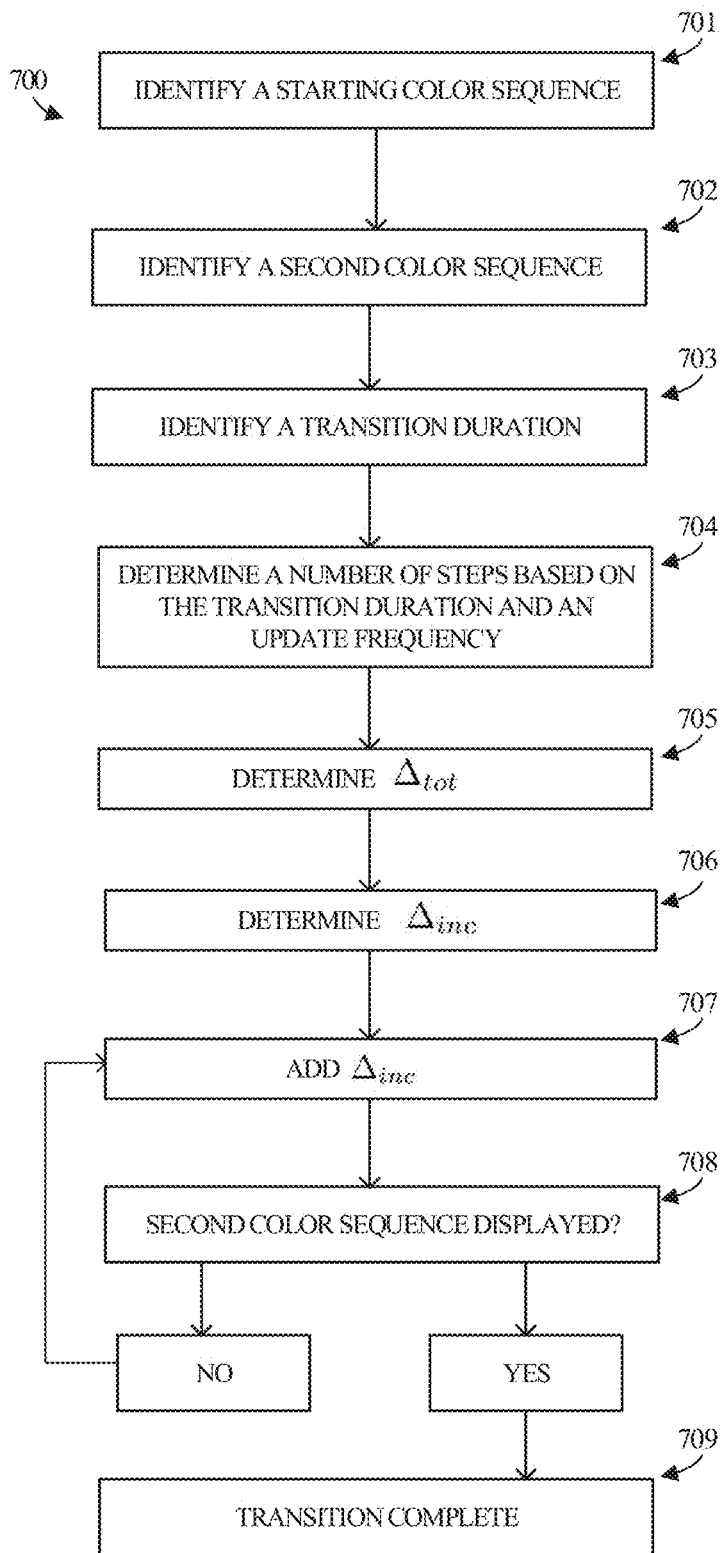 701
700
IDENTIFY A STARTING COLOR SEQUENCE
702
IDENTIFY A SECOND COLOR SEQUENCE
703
IDENTIFY A TRANSITION DURATION
704
DETERMINE A NUMBER OF STEPS BASED ON
THE TRANSITION DURATION AND AN
UPDATE FREQUENCY
705
DETERMINE Δtot
706
DETERMINE Δinc
707
ADD Δinc
708
SECOND COLOR SEQUENCE DISPLAYED?
NO
YES
709
TRANSITION COMPLETE